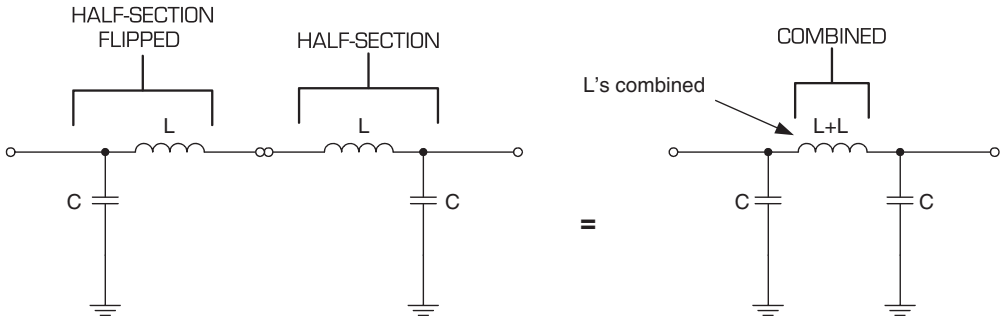 HALF-SECTION
FLIPPED
HALF-SECTION
COMBINED
L's combined
L
L
L+L
C
C
=
C
C